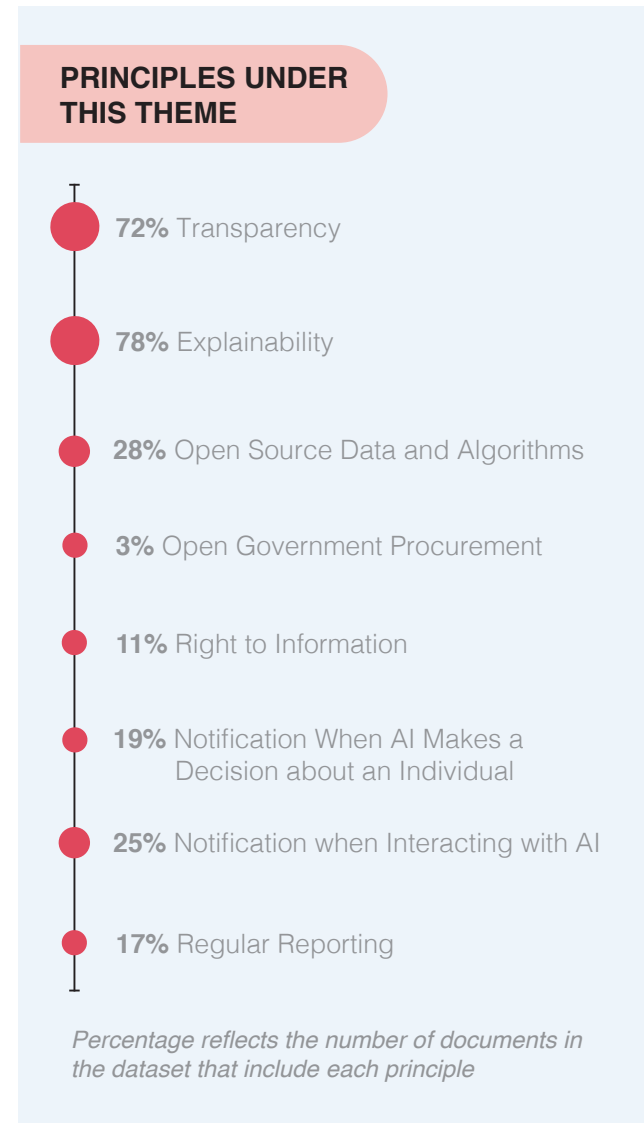 PRINCIPLES UNDER
THIS THEME
72% Transparency
78% Explainability
28% Open Source Data and Algorithms
3% Open Government Procurement
11% Right to Information
19% Notification When AI Makes a
Decision about an Individual
25% Notification when Interacting with AI
17% Regular Reporting
Percentage reflects the number of documents in
the dataset that include each principle